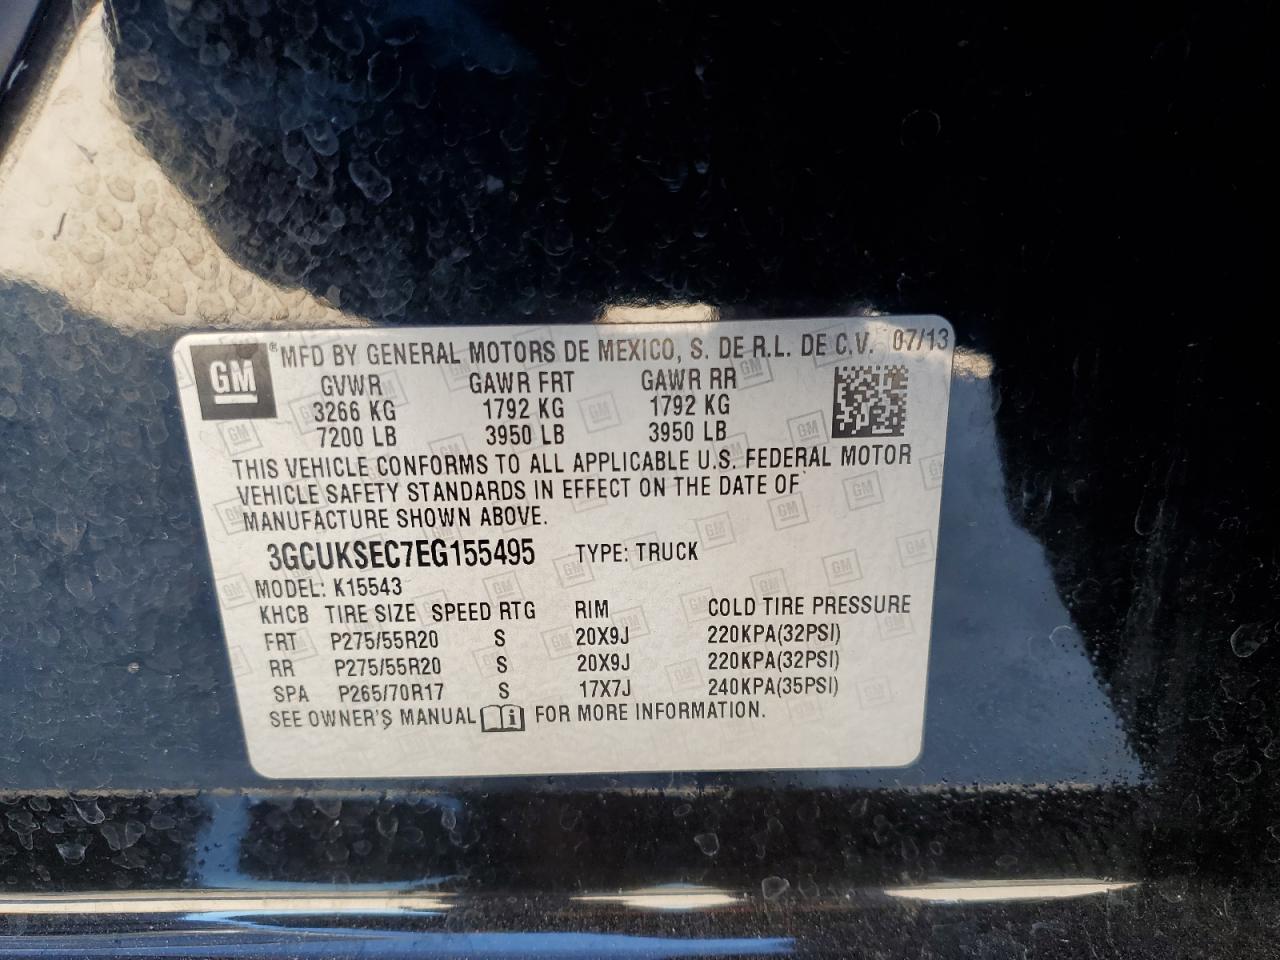 GM ® MFD BY GENERAL MOTORS DE MEXICO, S. DE R.L. DE C.V. 07/13
GVWR GAWR FRT GAWR RR
3266 KG 1792 KG 1792 KG
7200 LB 3950 LB 3950 LB
THIS VEHICLE CONFORMS TO ALL APPLICABLE U.S. FEDERAL MOTOR
VEHICLE SAFETY STANDARDS IN EFFECT ON THE DATE OF
MANUFACTURE SHOWN ABOVE.
3GCUKSEC7EG155495 TYPE: TRUCK
MODEL: K15543
KHCB TIRE SIZE SPEED RTG RIM COLD TIRE PRESSURE
FRT P275/55R20 S 20X9J 220KPA(32PSI)
RR P275/55R20 S 20X9J 220KPA(32PSI)
SPA P265/70R17 S 17X7J 240KPA(35PSI)
SEE OWNER'S MANUAL i FOR MORE INFORMATION.